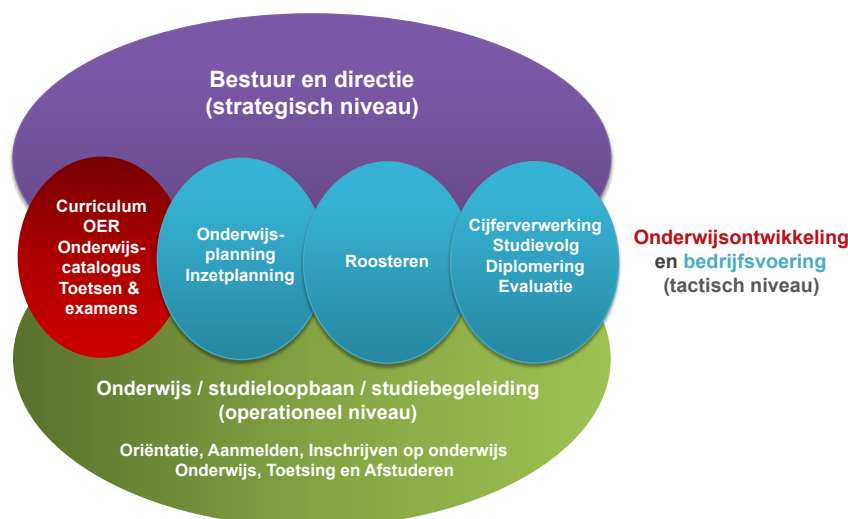 Bestuur en directie
(strategisch niveau)
Curriculum
OER
Onderwijs-
catalogus
Toetsen &
examens
Onderwijs-
planning
Inzetplanning
Roosteren
Cijferverwerking
Studievolg
Diplomering
Evaluatie
Onderwijsontwikkeling
en bedrijfsvoering
(tactisch niveau)
Onderwijs / studieloopbaan / studiebegeleiding
(operationeel niveau)
Oriëntatie, Aanmelden, Inschrijven op onderwijs
Onderwijs, Toetsing en Afstuderen